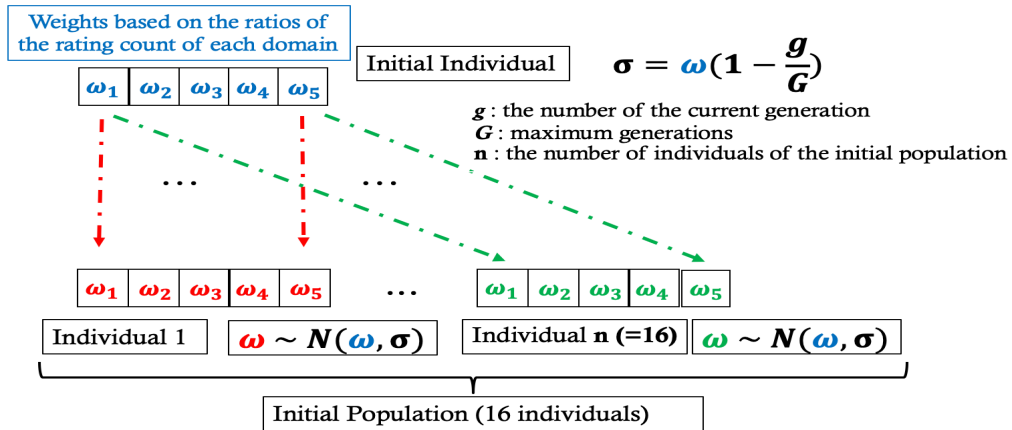 Weights based on the ratios of
the rating count of each domain
Initial Individual
σ = ω(1 − g/G)
ω₁ ω₂ ω₃ ω₄ ω₅
g : the number of the current generation
G : maximum generations
n : the number of individuals of the initial population
... ...
ω₁ ω₂ ω₃ ω₄ ω₅ ... ω₁ ω₂ ω₃ ω₄ ω₅
Individual 1 ω ~ N(ω, σ) Individual n (=16) ω ~ N(ω, σ)
Initial Population (16 individuals)